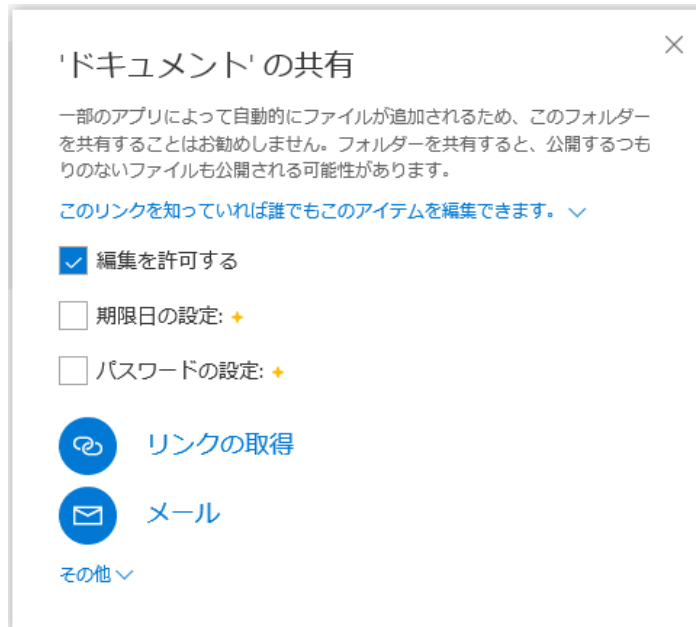 'ドキュメント' の共有
一部のアプリによって自動的にファイルが追加されるため、このフォルダー
を共有することはお勧めしません。フォルダーを共有すると、公開するつも
りのないファイルも公開される可能性があります。
このリンクを知っていれば誰でもこのアイテムを編集できます。
編集を許可する
期限日の設定:
パスワードの設定:
リンクの取得
メール
その他